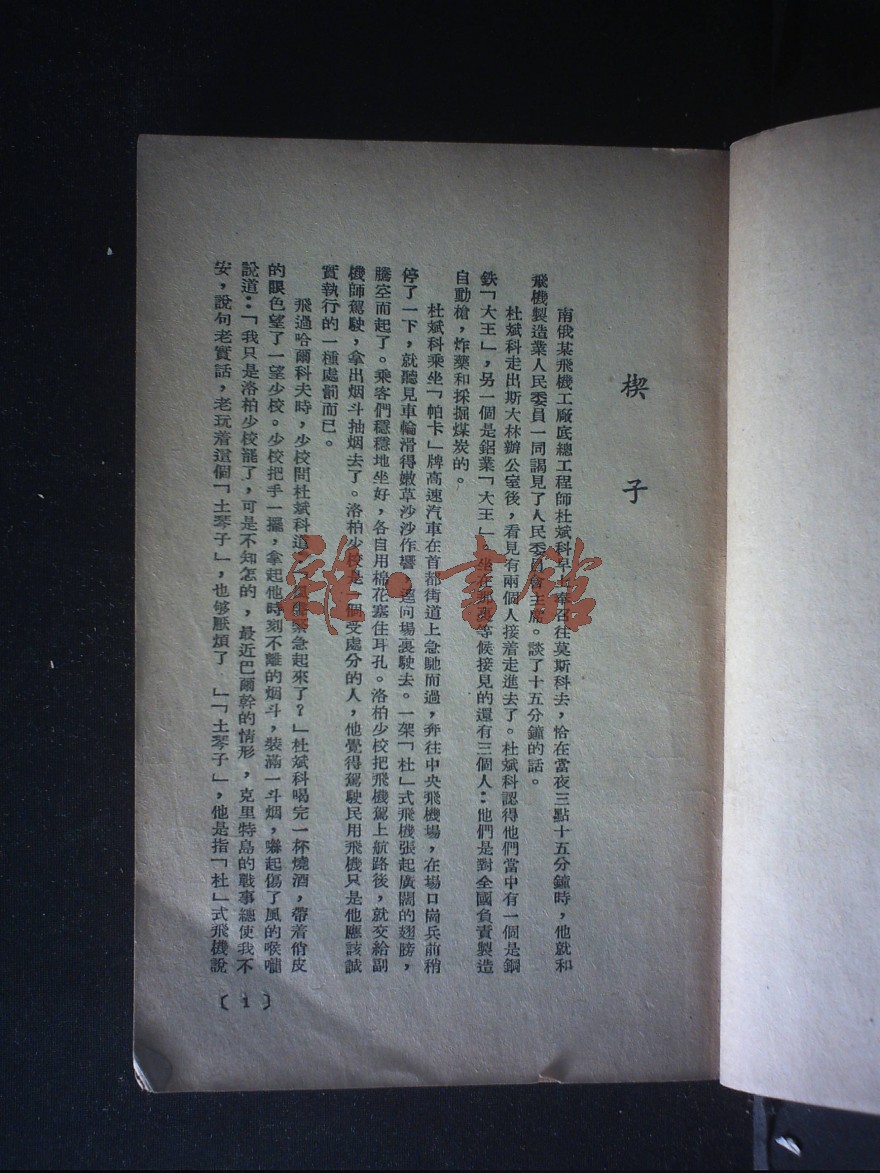 楔子
南俄某飛機工廠底總工程師杜斌科早上奉召往莫斯科去，恰在當夜三點十五分鐘時，他就和
飛機製造業人民委員一同謁見了人民委員會主席。談了十五分鐘的話。
杜斌科走出斯大林辦公室後，看見有兩個人接着走進去了。杜斌科認得他們當中有一個是鋼
鉄「大王」，另一個是鋁業「大王」。坐在那裏等候接見的還有三個人：他們是對全國負責製造
自動槍，炸藥和採掘煤炭的。
杜斌科乘坐「帕卡」牌高速汽車在首都街道上急馳而過，奔往中央飛機場，在場口崗兵前稍
停了一下，就聽見車輪滑得嫩草沙沙作響 逕向場裏駛去。一架「杜」式飛機張起廣闊的翅膀，
騰空而起了。乘客們穩穩地坐好，各自用棉花塞住耳孔。洛柏少校把飛機駕上航路後，就交給副
機師駕駛，拿出烟斗抽烟去了。洛柏少校是一個受處分的人，他覺得駕駛民用飛機只是他應該誠
實執行的一種處罰而已。
飛過哈爾科夫時，少校問杜斌科道：緊急起來了？」杜斌科喝完一杯燒酒，帶着俏皮
的眼色望了一望少校。少校把手一擺，拿起他時刻不離的烟斗，裝滿一斗烟，嚇起傷了風的喉嚨
說道：「我只是洛柏少校罷了，可是不知怎的，最近巴爾幹的情形，克里特島的戰事總使我不
安，說句老實話，老玩着這個「土琴子」，也够厭煩了 」「土琴子」，他是指「杜」式飛機說
〔1〕
雜·書館